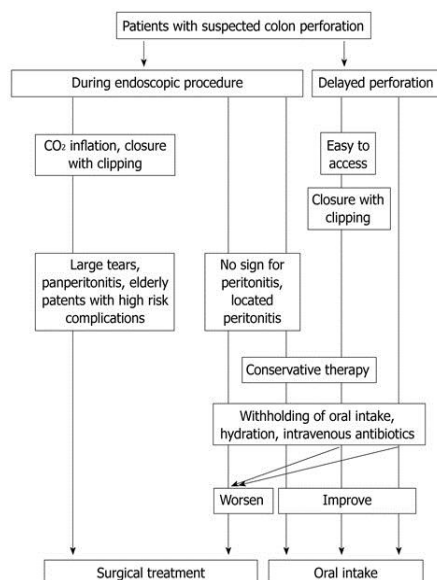 Patients with suspected colon perforation
During endoscopic procedure
Delayed perforation
CO₂ inflation, closure
with clipping
Easy to
access
Closure with
clipping
Large tears,
panperitonitis, elderly
patents with high risk
complications
No sign for
peritonitis,
located
peritonitis
Conservative therapy
Withholding of oral intake,
hydration, intravenous antibiotics
Worsen
Improve
Surgical treatment
Oral intake